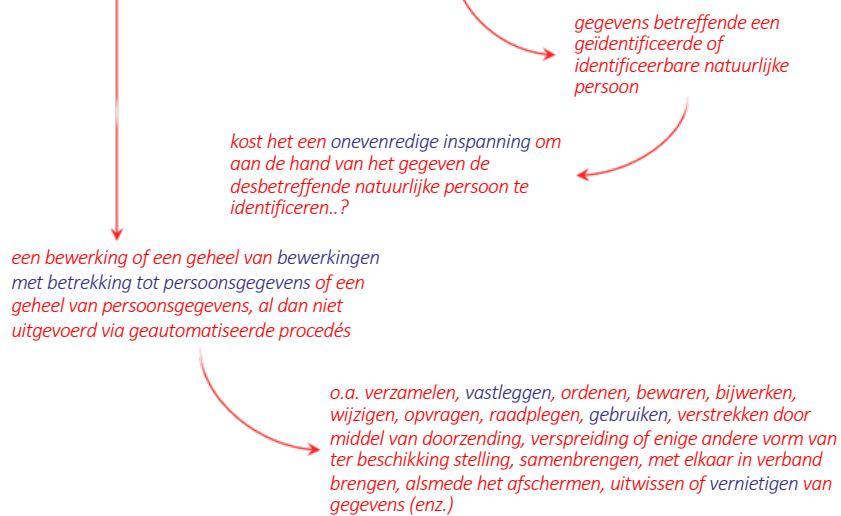 gegevens betreffende een
geïdentificeerde of
identificeerbare natuurlijke
persoon
kost het een onevenredige inspanning om
aan de hand van het gegeven de
desbetreffende natuurlijke persoon te
identificeren..?
een bewerking of een geheel van bewerkingen
met betrekking tot persoonsgegevens of een
geheel van persoonsgegevens, al dan niet
uitgevoerd via geautomatiseerde procedés
o.a. verzamelen, vastleggen, ordenen, bewaren, bijwerken,
wijzigen, opvragen, raadplegen, gebruiken, verstrekken door
middel van doorzending, verspreiding of enige andere vorm van
ter beschikking stelling, samenbrengen, met elkaar in verband
brengen, alsmede het afschermen, uitwissen of vernietigen van
gegevens (enz.)